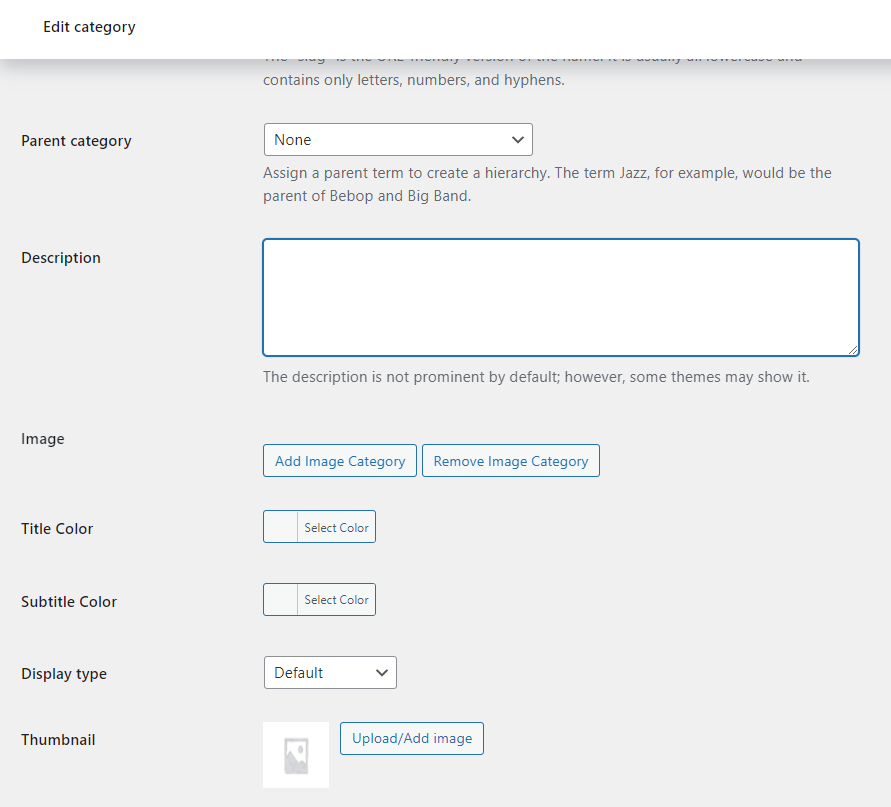 Edit category
contains only letters, numbers, and hyphens.
Parent category
None
Assign a parent term to create a hierarchy. The term Jazz, for example, would be the
parent of Bebop and Big Band.
Description
The description is not prominent by default; however, some themes may show it.
Image
Add Image Category
Remove Image Category
Title Color
Select Color
Subtitle Color
Select Color
Display type
Default
Thumbnail
Upload/Add image